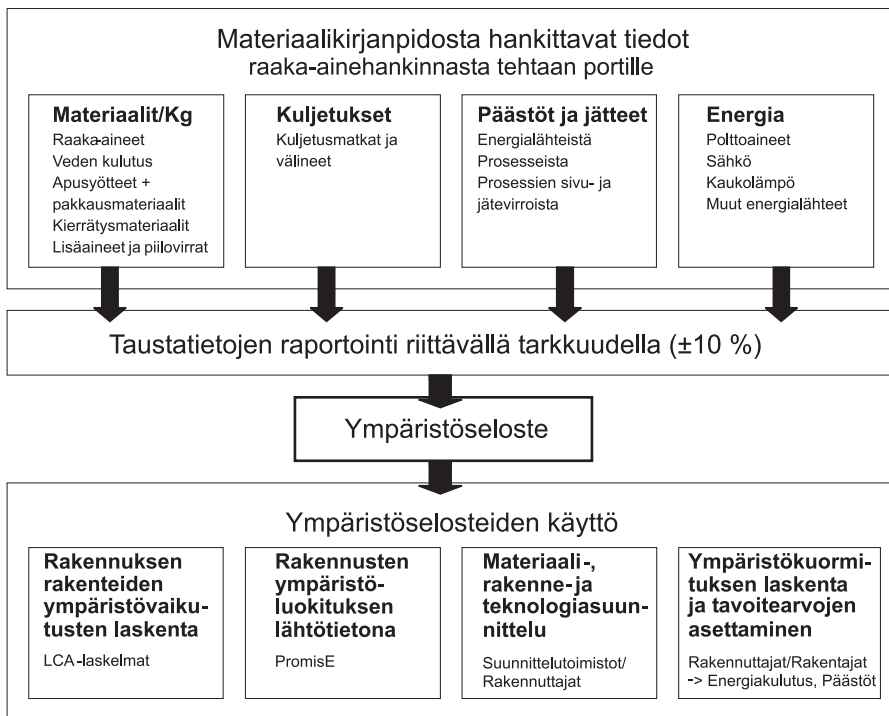 Materiaalikirjanpidosta hankittavat tiedot
raaka-ainehankinnasta tehtaan portille
Materiaalit/Kg
Raaka-aineet
Veden kulutus
Apusyötteet +
pakkausmateriaalit
Kierrätysmateriaalit
Lisäaineet ja piilovirrat
Kuljetukset
Kuljetusmatkat ja
välineet
Päästöt ja jätteet
Energialähteistä
Prosesseista
Prosessien sivu- ja
jätevirroista
Energia
Polttoaineet
Sähkö
Kaukolämpö
Muut energialähteet
Taustatietojen raportointi riittävällä tarkkuudella (±10 %)
Ympäristöseloste
Ympäristöselosteiden käyttö
Rakennuksen
rakenteiden
ympäristövaiku-
tusten laskenta
LCA-laskelmat
Rakennusten
ympäristö-
luokituksen
lähtötietona
PromisE
Materiaali-,
rakenne- ja
teknologiasuun-
nittelu
Suunnittelutoimistot/
Rakennuttajat
Ympäristökuormi-
tuksen laskenta
ja tavoitearvojen
asettaminen
Rakennuttajat/Rakentajat
-> Energiakulutus, Päästöt